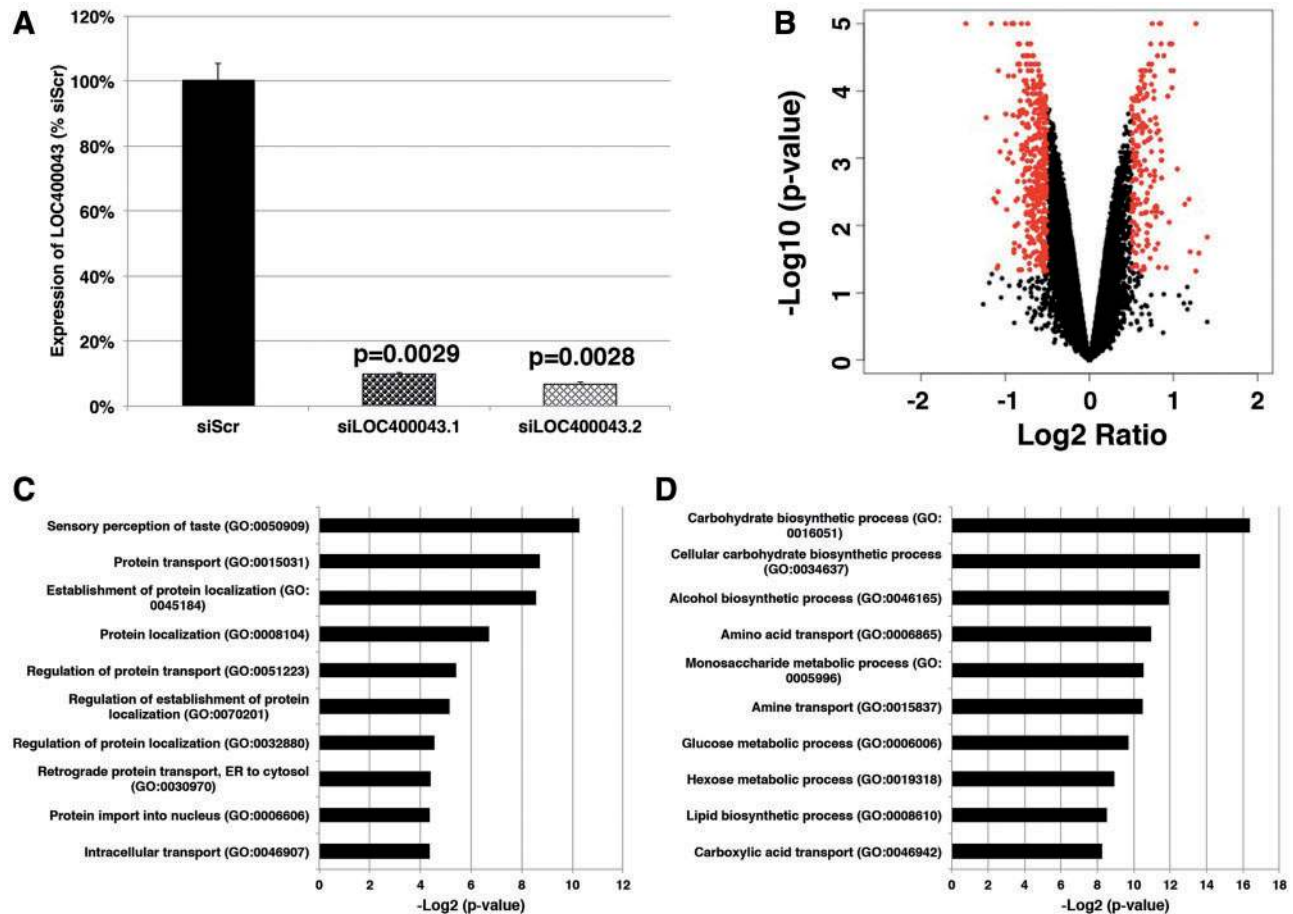 A
Expression of LOC400043 (% siScr)
120%
100%
80%
60%
40%
20%
0%
p=0.0029
p=0.0028
siScr
siLOC400043.1
siLOC400043.2
B
-Log10 (p-value)
5
4
3
2
1
0
-2
-1
0
1
2
Log2 Ratio
C
Sensory perception of taste (GO:0050909)
Protein transport (GO:0015031)
Establishment of protein localization (GO:
0045184)
Protein localization (GO:0008104)
Regulation of protein transport (GO:0051223)
Regulation of establishment of protein
localization (GO:0070201)
Regulation of protein localization (GO:0032880)
Retrograde protein transport, ER to cytosol
(GO:0030970)
Protein import into nucleus (GO:0006606)
Intracellular transport (GO:0046907)
0 2 4 6 8 10 12
-Log2 (p-value)
D
Carbohydrate biosynthetic process (GO:
0016051)
Cellular carbohydrate biosynthetic process
(GO:0034637)
Alcohol biosynthetic process (GO:0046165)
Amino acid transport (GO:0006865)
Monosaccharide metabolic process (GO:
0005996)
Amine transport (GO:0015837)
Glucose metabolic process (GO:0006006)
Hexose metabolic process (GO:0019318)
Lipid biosynthetic process (GO:0008610)
Carboxylic acid transport (GO:0046942)
0 2 4 6 8 10 12 14 16 18
-Log2 (p-value)